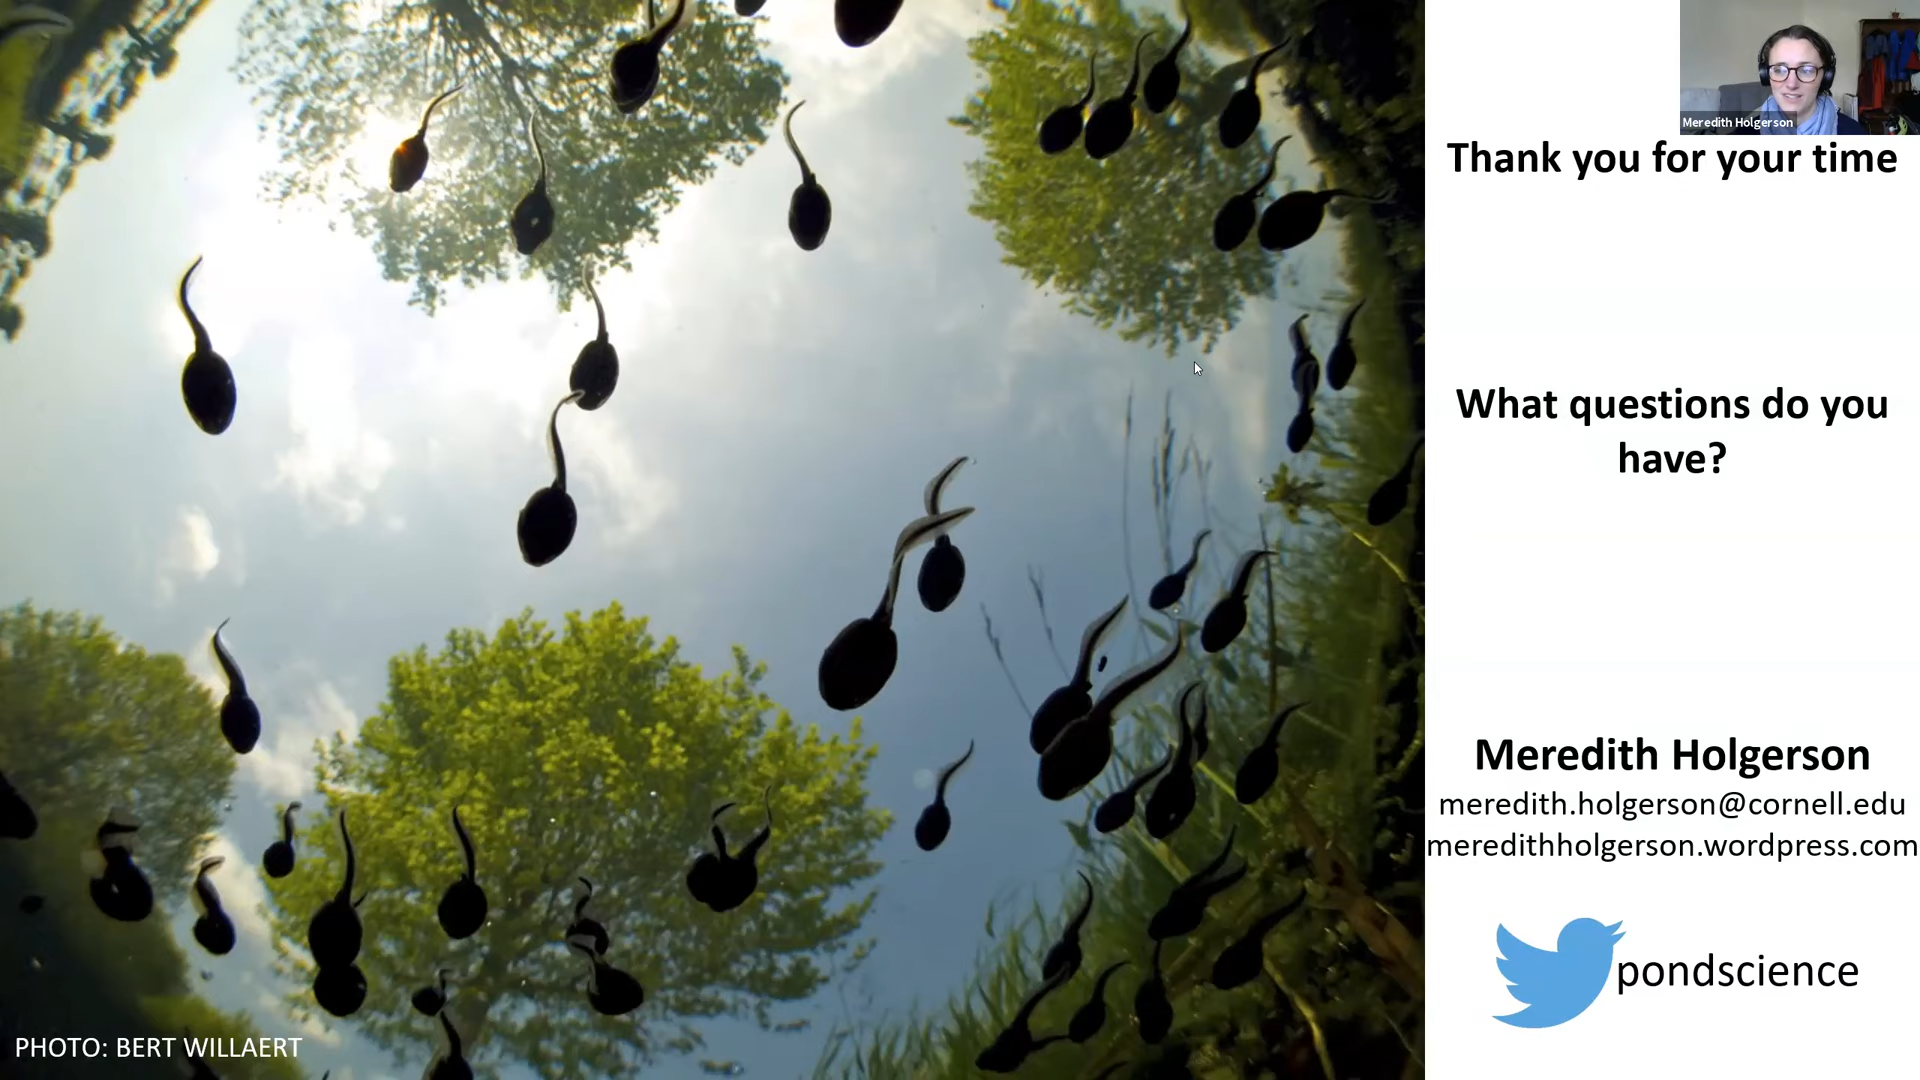 Meredith Holgerson
Thank you for your time
What questions do you
have?
Meredith Holgerson
meredith.holgerson@cornell.edu
meredithholgerson.wordpress.com
pondscience
PHOTO: BERT WILLAERT